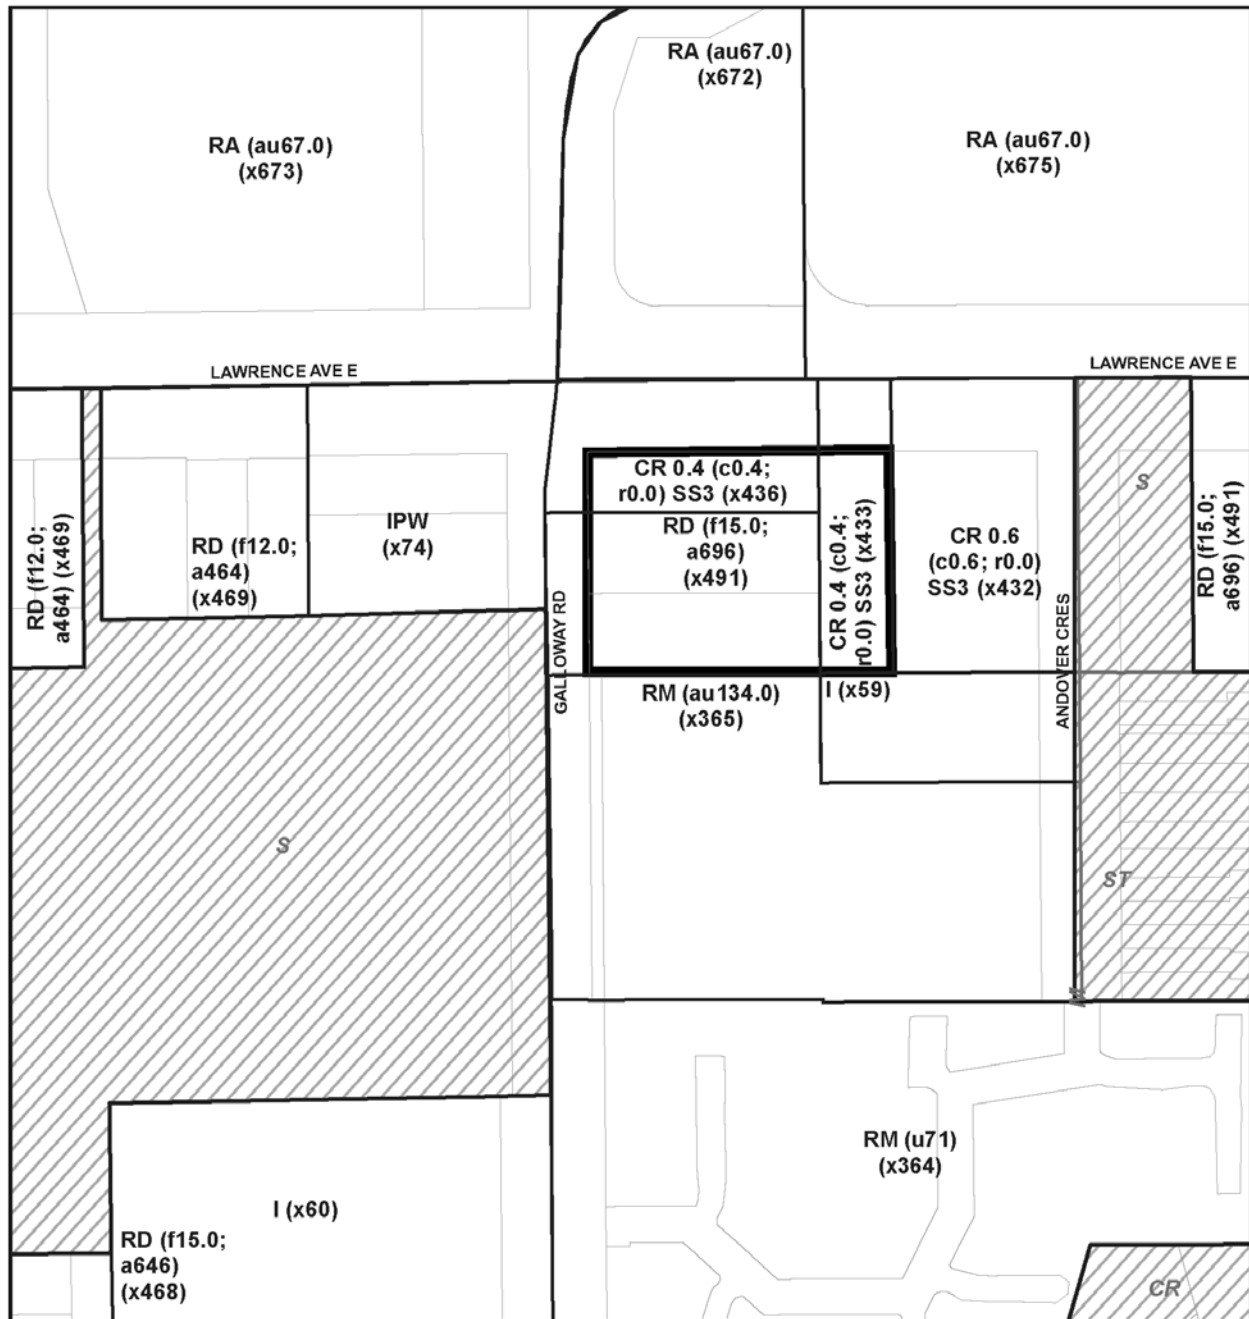 RA (au67.0)
(x672)
RA (au67.0)
(x673)
RA (au67.0)
(x675)
LAWRENCE AVE E
LAWRENCE AVE E
RD (f12.0;
a464) (x469)
RD (f12.0;
a464)
(x469)
IPW
(x74)
CR 0.4 (c0.4;
r0.0) SS3 (x436)
RD (f15.0;
a696)
(x491)
CR 0.4 (c0.4;
r0.0) SS3 (x433)
CR 0.6
(c0.6; r0.0)
SS3 (x432)
S
RD (f15.0;
a696) (x491)
GALLOWAY RD
ANDOVER CRES
RM (au134.0)
(x365)
I (x59)
S
ST
RM (u71)
(x364)
I (x60)
RD (f15.0;
a646)
(x468)
CR